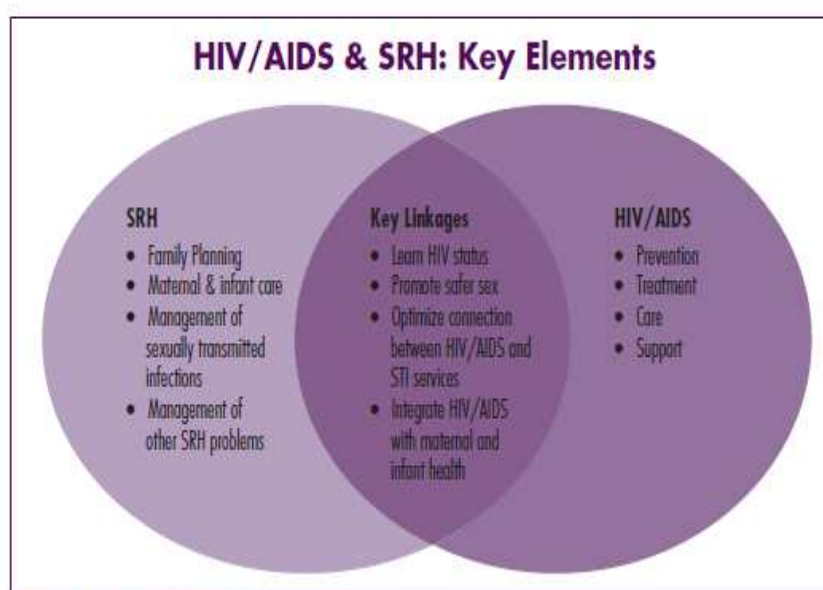 HIV/AIDS & SRH: Key Elements
SRH
• Family Planning
• Maternal & infant care
• Management of
sexually transmitted
infections
• Management of
other SRH problems
Key Linkages
• Learn HIV status
• Promote safer sex
• Optimize connection
between HIV/AIDS and
STI services
• Integrate HIV/AIDS
with maternal and
infant health
HIV/AIDS
• Prevention
• Treatment
• Care
• Support